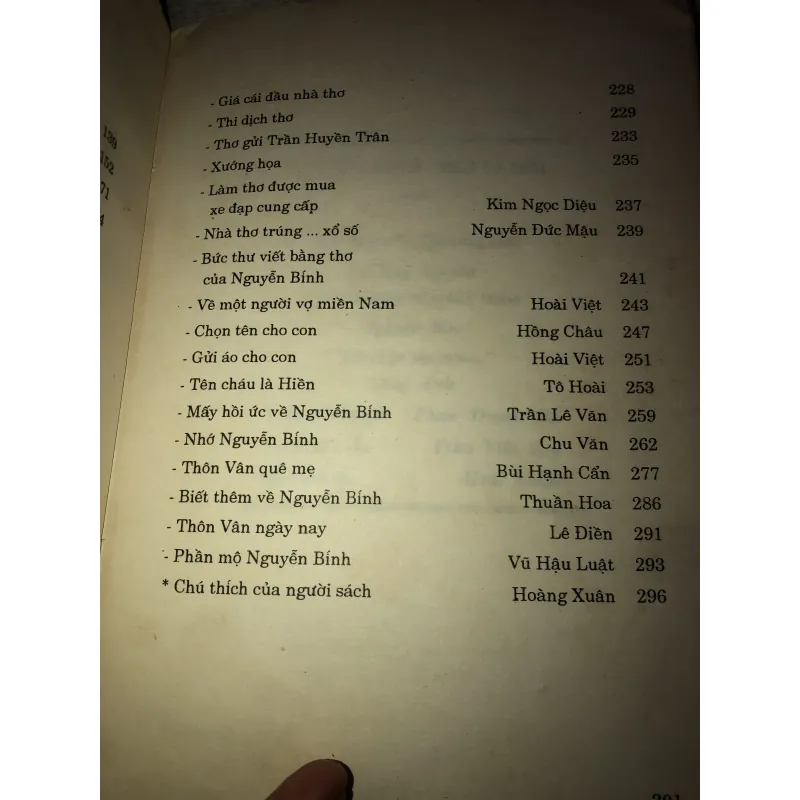 139
152
71
4
- Giá cái đầu nhà thơ 228
- Thi dịch thơ 229
- Thơ gửi Trần Huyền Trân 233
- Xướng họa 235
- Làm thơ được mua
xe đạp cung cấp Kim Ngọc Diệu 237
- Nhà thơ trúng ... xổ số Nguyễn Đức Mậu 239
- Bức thư viết bằng thơ
của Nguyễn Bính 241
- Về một người vợ miền Nam Hoài Việt 243
- Chọn tên cho con Hồng Châu 247
- Gửi áo cho con Hoài Việt 251
- Tên cháu là Hiền Tô Hoài 253
- Mấy hồi ức về Nguyễn Bính Trần Lê Văn 259
- Nhớ Nguyễn Bính Chu Văn 262
- Thôn Vân quê mẹ Bùi Hạnh Cẩn 277
- Biết thêm về Nguyễn Bính Thuần Hoa 286
- Thôn Vân ngày nay Lê Điền 291
- Phần mộ Nguyễn Bính Vũ Hậu Luật 293
* Chú thích của người sách Hoàng Xuân 296